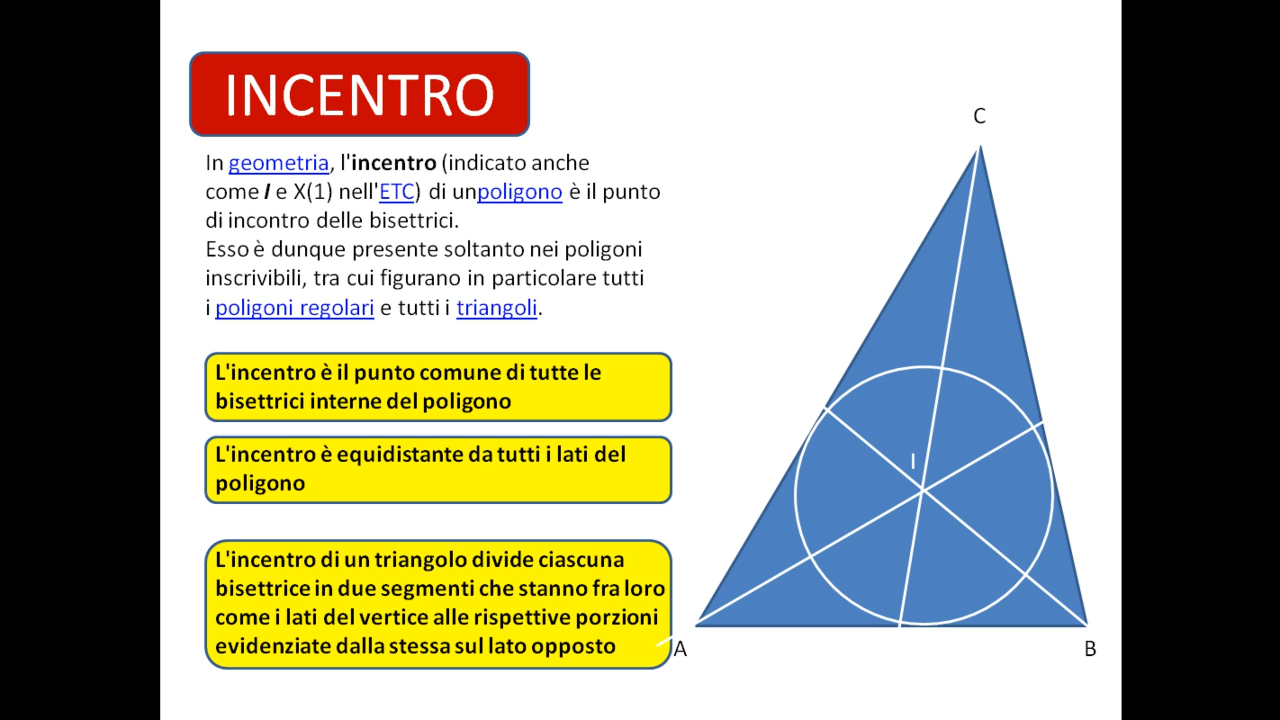 INCENTRO
In geometria, l'incentro (indicato anche
come I e X(1) nell'ETC) di unpoligono è il punto
di incontro delle bisettrici.
Esso è dunque presente soltanto nei poligoni
inscrivibili, tra cui figurano in particolare tutti
i poligoni regolari e tutti i triangoli.
L'incentro è il punto comune di tutte le
bisettrici interne del poligono
L'incentro è equidistante da tutti i lati del
poligono
L'incentro di un triangolo divide ciascuna
bisettrice in due segmenti che stanno fra loro
come i lati del vertice alle rispettive porzioni
evidenziate dalla stessa sul lato opposto
C
I
A
B